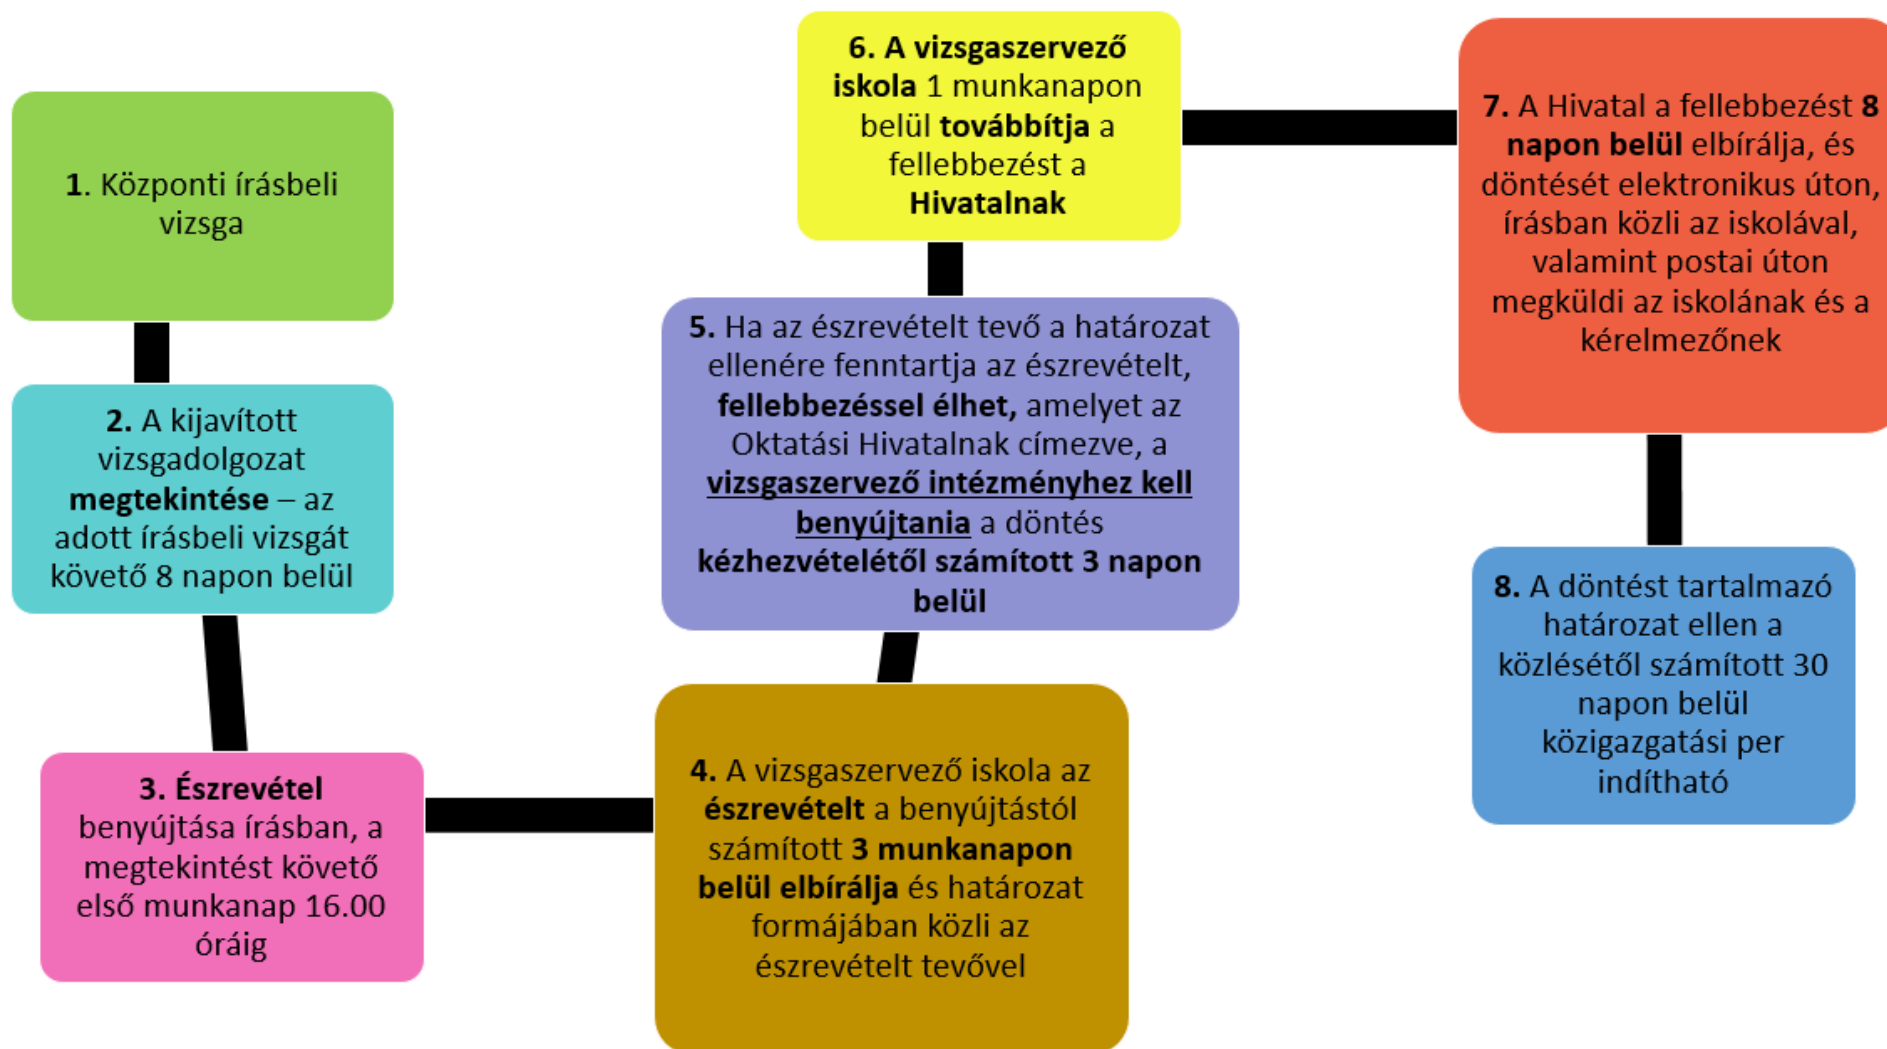 1. Központi írásbeli
vizsga
2. A kijavított
vizsgadolgozat
megtekintése – az
adott írásbeli vizsgát
követő 8 napon belül
3. Észrevétel
benyújtása írásban, a
megtekintést követő
első munkanap 16.00
óráig
4. A vizsgaszervező iskola az
észrevételt a benyújtástól
számított 3 munkanapon
belül elbírálja és határozat
formájában közli az
észrevételt tevővel
5. Ha az észrevételt tevő a határozat
ellenére fenntartja az észrevételt,
fellebbezéssel élhet, amelyet az
Oktatási Hivatalnak címezve, a
vizsgaszervező intézményhez kell
benyújtania a döntés
kézhezvételétől számított 3 napon
belül
6. A vizsgaszervező
iskola 1 munkanapon
belül továbbítja a
fellebbezést a
Hivatalnak
7. A Hivatal a fellebbezést 8
napon belül elbírálja, és
döntését elektronikus úton,
írásban közli az iskolával,
valamint postai úton
megküldi az iskolának és a
kérelmezőnek
8. A döntést tartalmazó
határozat ellen a
közlésétől számított 30
napon belül
közigazgatási per
indítható